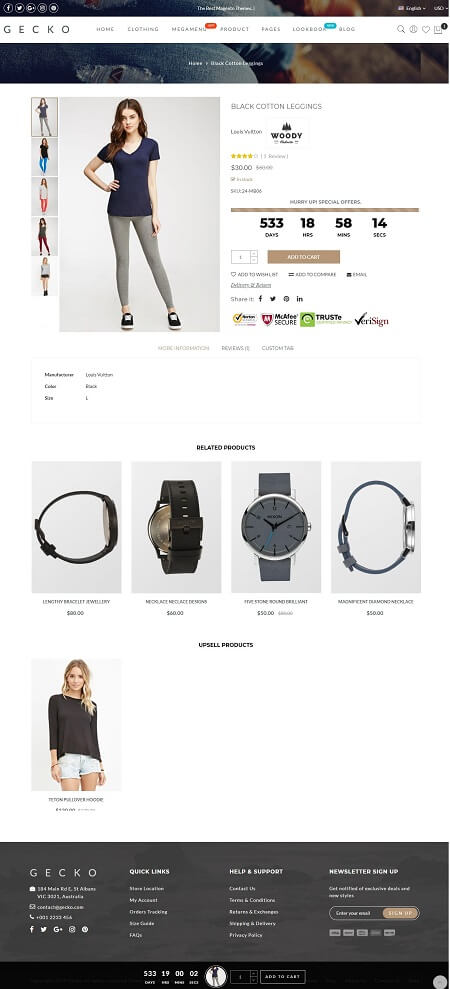 The Best Magento Themes. |
English
USD
GECKO
HOME CLOTHING MEGAMENU PRODUCT PAGES LOOKBOOK BLOG
HOT
NEW
Home > Black Cotton Leggings
BLACK COTTON LEGGINGS
Louis Vuitton
WOODY
( 1 Review )
$30.00 $60.00
In stock
SKU:24-MB06
HURRY UP! SPECIAL OFFERS.
533 18 58 14
DAYS HRS MINS SECS
1
ADD TO CART
ADD TO WISH LIST ADD TO COMPARE EMAIL
Delivery & Return
Share it:
Norton McAfee SECURE TRUSTe VeriSign
MORE INFORMATION REVIEWS (1) CUSTOM TAB
Manufacturer Louis Vuitton
Color Black
Size L
RELATED PRODUCTS
NIXON
LENGTHY BRACELET JEWELLERY
$80.00
NECKLACE NECLACE DESIGNS
$60.00
FIVE STONE ROUND BRILLIANT
$50.00
MAGNIFICENT DIAMOND NECKLACE
$50.00
UPSELL PRODUCTS
TETON PULLOVER HOODIE
GECKO
184 Main Rd E, St Albans
VIC 3021, Australia
contact@gecko.com
+001 2233 456
QUICK LINKS
Store Location
My Account
Orders Tracking
Size Guide
FAQs
HELP & SUPPORT
Contact Us
Terms & Conditions
Returns & Exchanges
Shipping & Delivery
Privacy Policy
NEWSLETTER SIGN UP
Get notified of exclusive deals and
new styles
Enter your email
SIGN UP
533 19 00 02
DAYS HRS MINS SECS
1
ADD TO CART